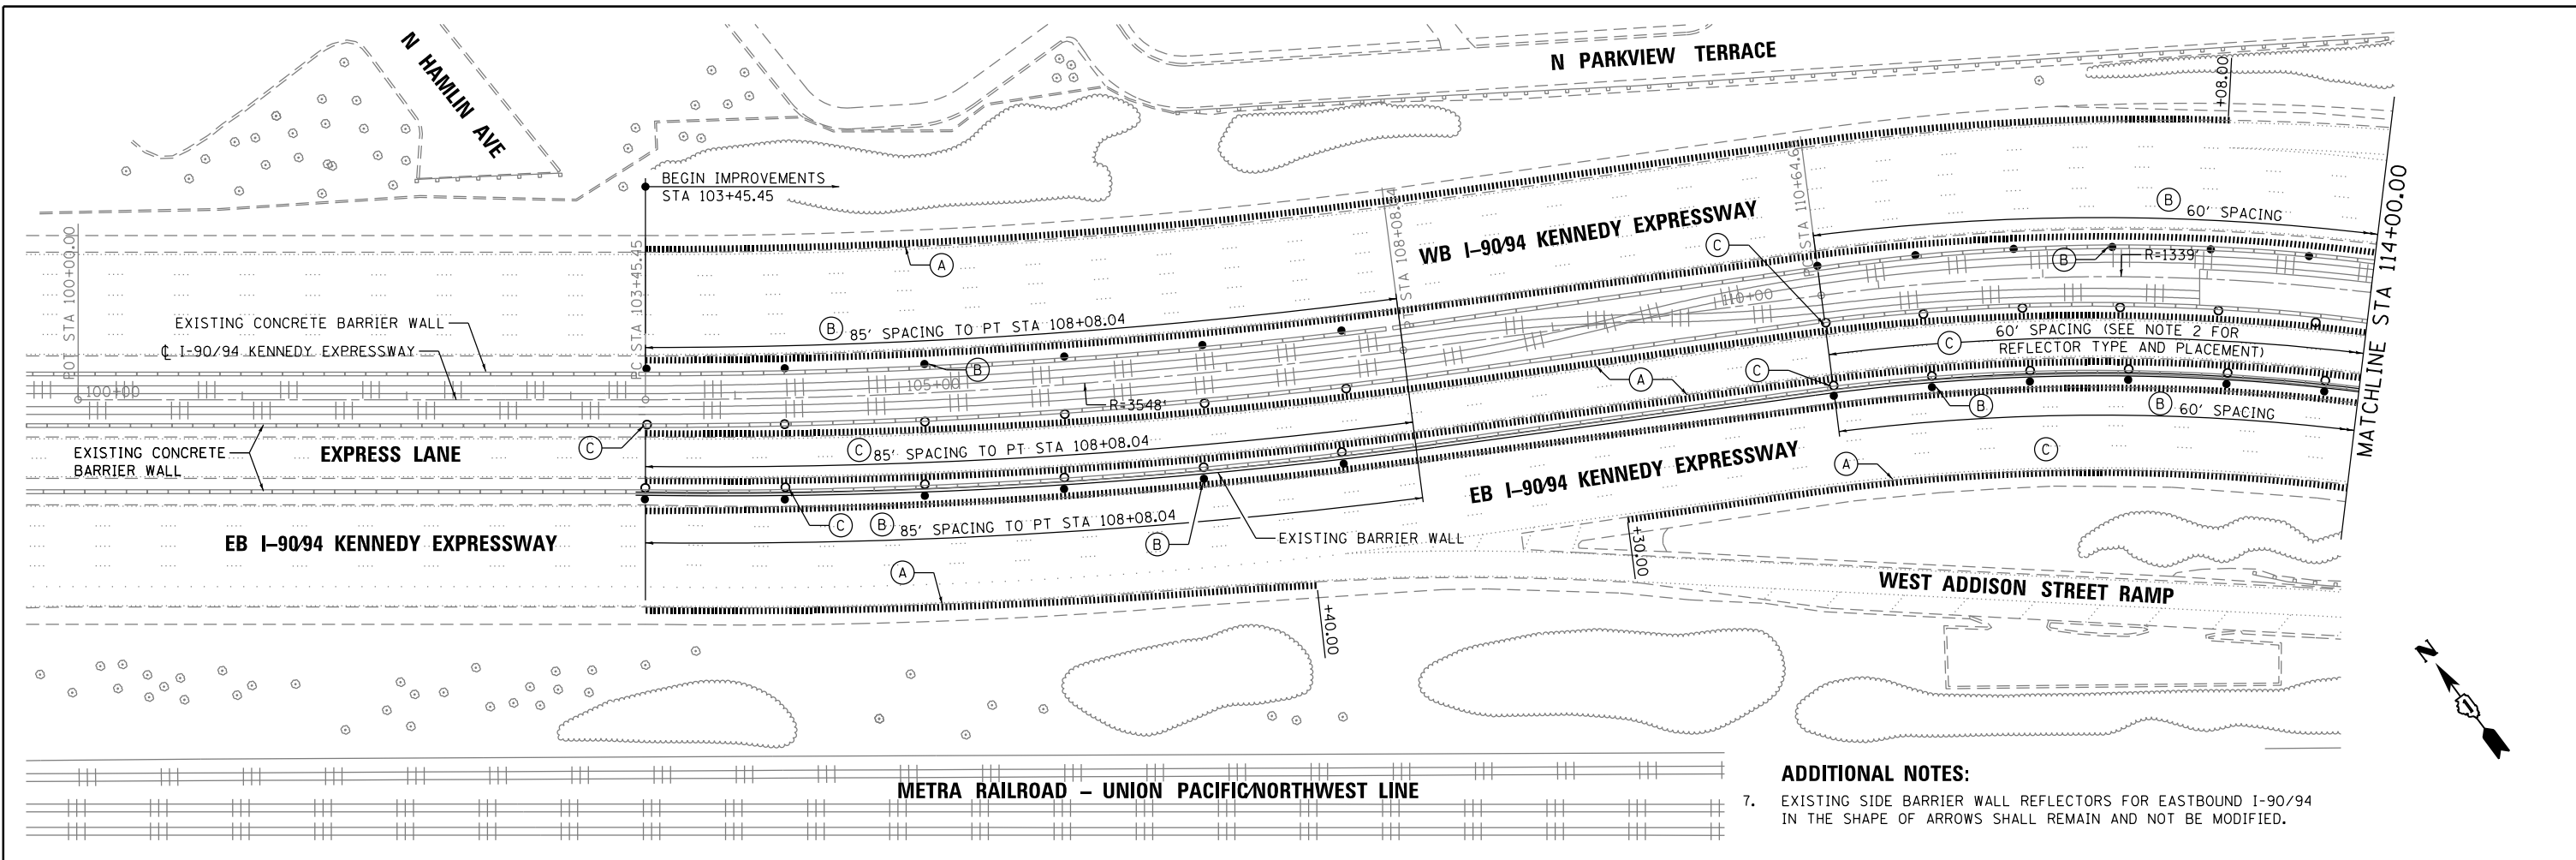 N HAMLIN AVE
N PARKVIEW TERRACE
+08.00
BEGIN IMPROVEMENTS
STA 103+45.45
MATCHLINE STA 114+00.00
POT STA 100+00.00
PC STA 103+45.45
A
WB I-90/94 KENNEDY EXPRESSWAY
C
B 60' SPACING
B
R=1339'
EXISTING CONCRETE BARRIER WALL
℄ I-90/94 KENNEDY EXPRESSWAY
B 85' SPACING TO PT STA 108+08.04
PT STA 108+08.04
110+00
100+00
105+00
B
R=3548'
A
C
C
60' SPACING (SEE NOTE 2 FOR
REFLECTOR TYPE AND PLACEMENT)
B
B 60' SPACING
EXISTING CONCRETE
BARRIER WALL
EXPRESS LANE
C
C 85' SPACING TO PT STA 108+08.04
C
A
EB I-90/94 KENNEDY EXPRESSWAY
EB I-90/94 KENNEDY EXPRESSWAY
C
B 85' SPACING TO PT STA 108+08.04
B
EXISTING BARRIER WALL
+30.00
A
+40.00
WEST ADDISON STREET RAMP
N
METRA RAILROAD - UNION PACIFIC/NORTHWEST LINE
ADDITIONAL NOTES:
7. EXISTING SIDE BARRIER WALL REFLECTORS FOR EASTBOUND I-90/94
IN THE SHAPE OF ARROWS SHALL REMAIN AND NOT BE MODIFIED.